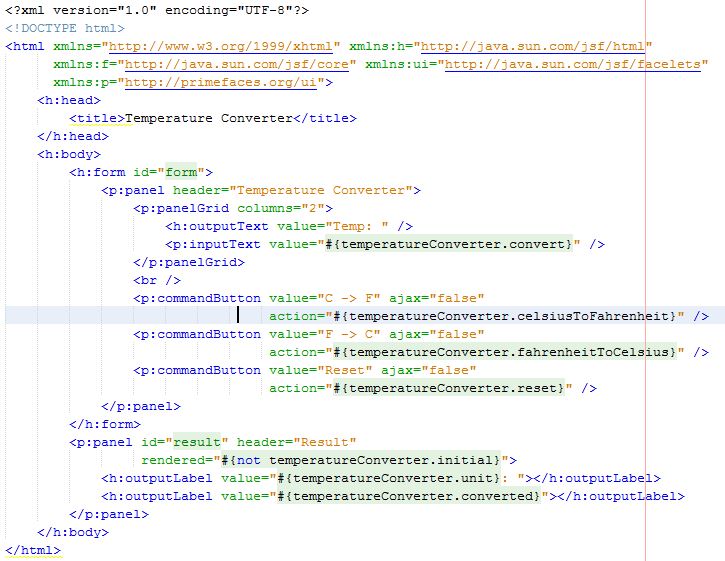 <?xml version="1.0" encoding="UTF-8"?>
<!DOCTYPE html>
<html xmlns="http://www.w3.org/1999/xhtml" xmlns:h="http://java.sun.com/jsf/html"
      xmlns:f="http://java.sun.com/jsf/core" xmlns:ui="http://java.sun.com/jsf/facelets"
      xmlns:p="http://primefaces.org/ui">
    <h:head>
        <title>Temperature Converter</title>
    </h:head>
    <h:body>
        <h:form id="form">
            <p:panel header="Temperature Converter">
                <p:panelGrid columns="2">
                    <h:outputText value="Temp: " />
                    <p:inputText value="#{temperatureConverter.convert}" />
                </p:panelGrid>
                <br />
                <p:commandButton value="C -> F" ajax="false"
                                 action="#{temperatureConverter.celsiusToFahrenheit}" />
                <p:commandButton value="F -> C" ajax="false"
                                 action="#{temperatureConverter.fahrenheitToCelsius}" />
                <p:commandButton value="Reset" ajax="false"
                                 action="#{temperatureConverter.reset}" />
            </p:panel>
        </h:form>
        <p:panel id="result" header="Result"
                 rendered="#{not temperatureConverter.initial}">
            <h:outputLabel value="#{temperatureConverter.unit}: "></h:outputLabel>
            <h:outputLabel value="#{temperatureConverter.converted}"></h:outputLabel>
        </p:panel>
    </h:body>
</html>